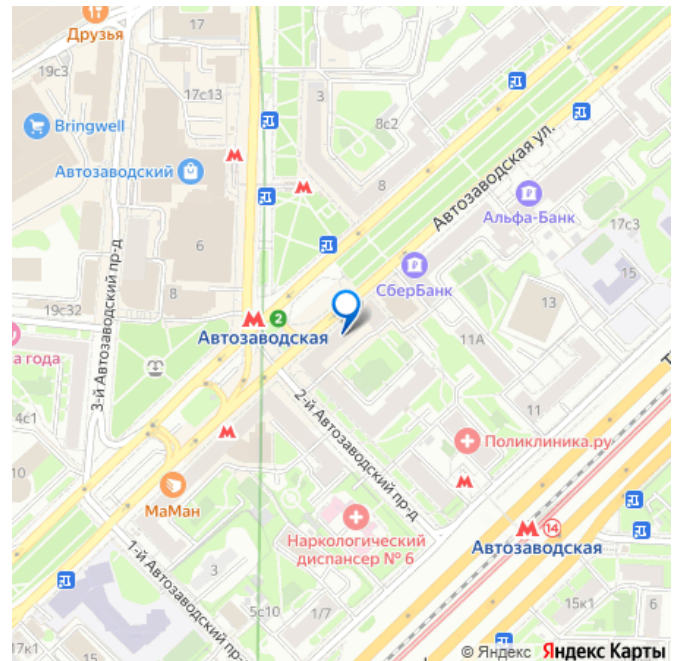 Друзья
17
19с3
17с13
3
8с2
Bringwell
Автозаводский
8
Автозаводская ул.
Альфа-Банк
17с3
6
СберБанк
15
8
19с32
2
Автозаводская
13
а года
3-й Автозаводский пр-д
11А
4с1
2-й Автозаводский пр-д
11
Поликлиника.ру
10
МаМан
14
Автозаводская
Наркологический
диспансер № 6
1-й Автозаводский пр-д
3
5с10
1/7
15к1
6
17к1
15
© Яндекс Яндекс Карты